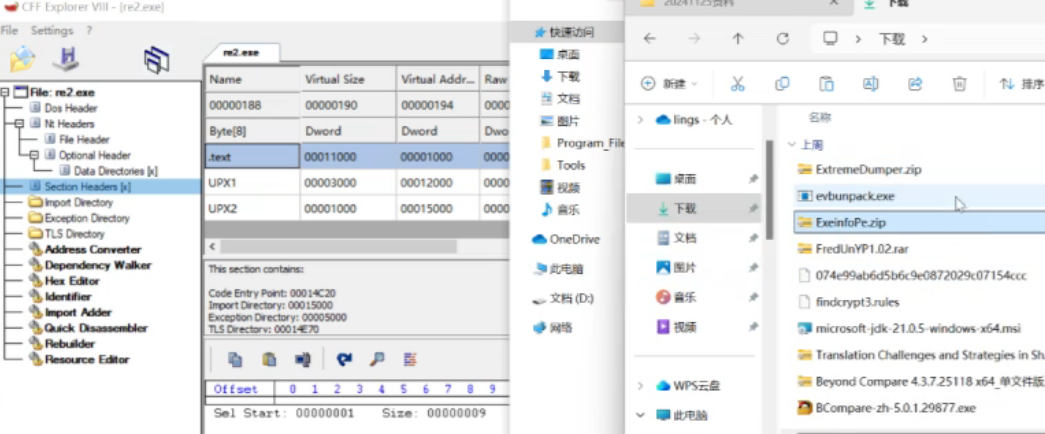 CFF Explorer VIII - [re2.exe]
File Settings ?
File: re2.exe
Dos Header
Nt Headers
File Header
Optional Header
Data Directories [x]
Section Headers [x]
Import Directory
Exception Directory
TLS Directory
Address Converter
Dependency Walker
Hex Editor
Identifier
Import Adder
Quick Disassembler
Rebuilder
Resource Editor
re2.exe
Name Virtual Size Virtual Addr... Raw
00000188 00000190 00000194 0000
Byte[8] Dword Dword Dwo
.text 00011000 00001000 0000
UPX1 00003000 00012000 0000
UPX2 00001000 00015000 0000
This section contains:
Code Entry Point: 00014C20
Import Directory: 00015000
Exception Directory: 00005000
TLS Directory: 00014E70
Offset 0 1 2 3 4 5 6 7 8 9
Sel Start: 00000001 Size: 00000009
快速访问
桌面
下载
文档
图片
Program_File
Tools
视频
音乐
OneDrive
此电脑
文档 (D:)
网络
20241125资料
下载
下载
新建
排序
lings - 个人
桌面
下载
文档
图片
音乐
视频
WPS云盘
此电脑
名称
上周
ExtremeDumper.zip
evbunpack.exe
ExeinfoPe.zip
FredUnYP1.02.rar
074e99ab6d5b6c9e0872029c07154ccc
findcrypt3.rules
microsoft-jdk-21.0.5-windows-x64.msi
Translation Challenges and Strategies in Sh
Beyond Compare 4.3.7.25118 x64_单文件版
BCompare-zh-5.0.1.29877.exe